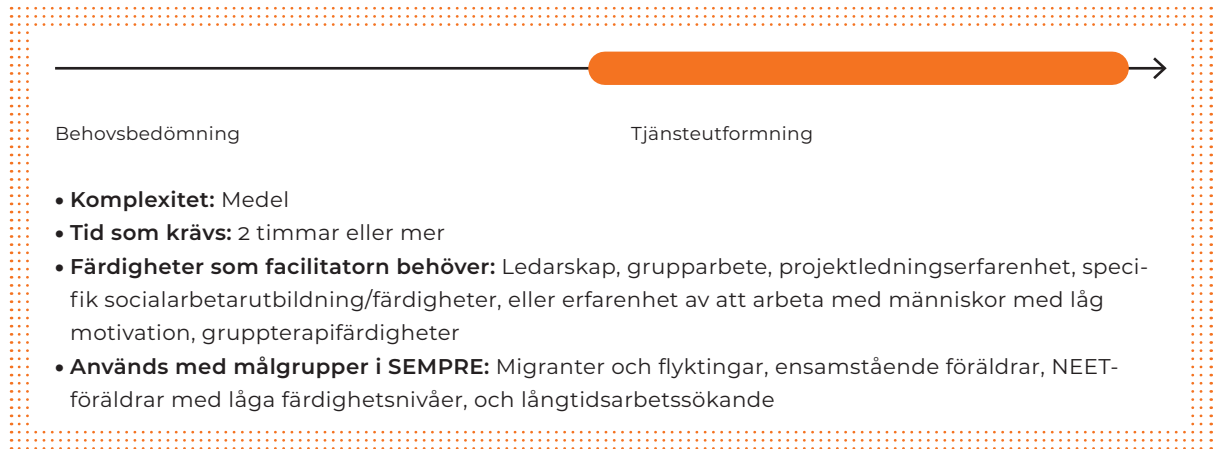 Behovsbedömning
Tjänsteutformning
• Komplexitet: Medel
• Tid som krävs: 2 timmar eller mer
• Färdigheter som facilitatorn behöver: Ledarskap, grupparbete, projektledningserfarenhet, speci-
fik socialarbetarutbildning/färdigheter, eller erfarenhet av att arbeta med människor med låg
motivation, gruppterapifärdigheter
• Används med målgrupper i SEMPRE: Migranter och flyktingar, ensamstående föräldrar, NEET-
föräldrar med låga färdighetsnivåer, och långtidsarbetssökande